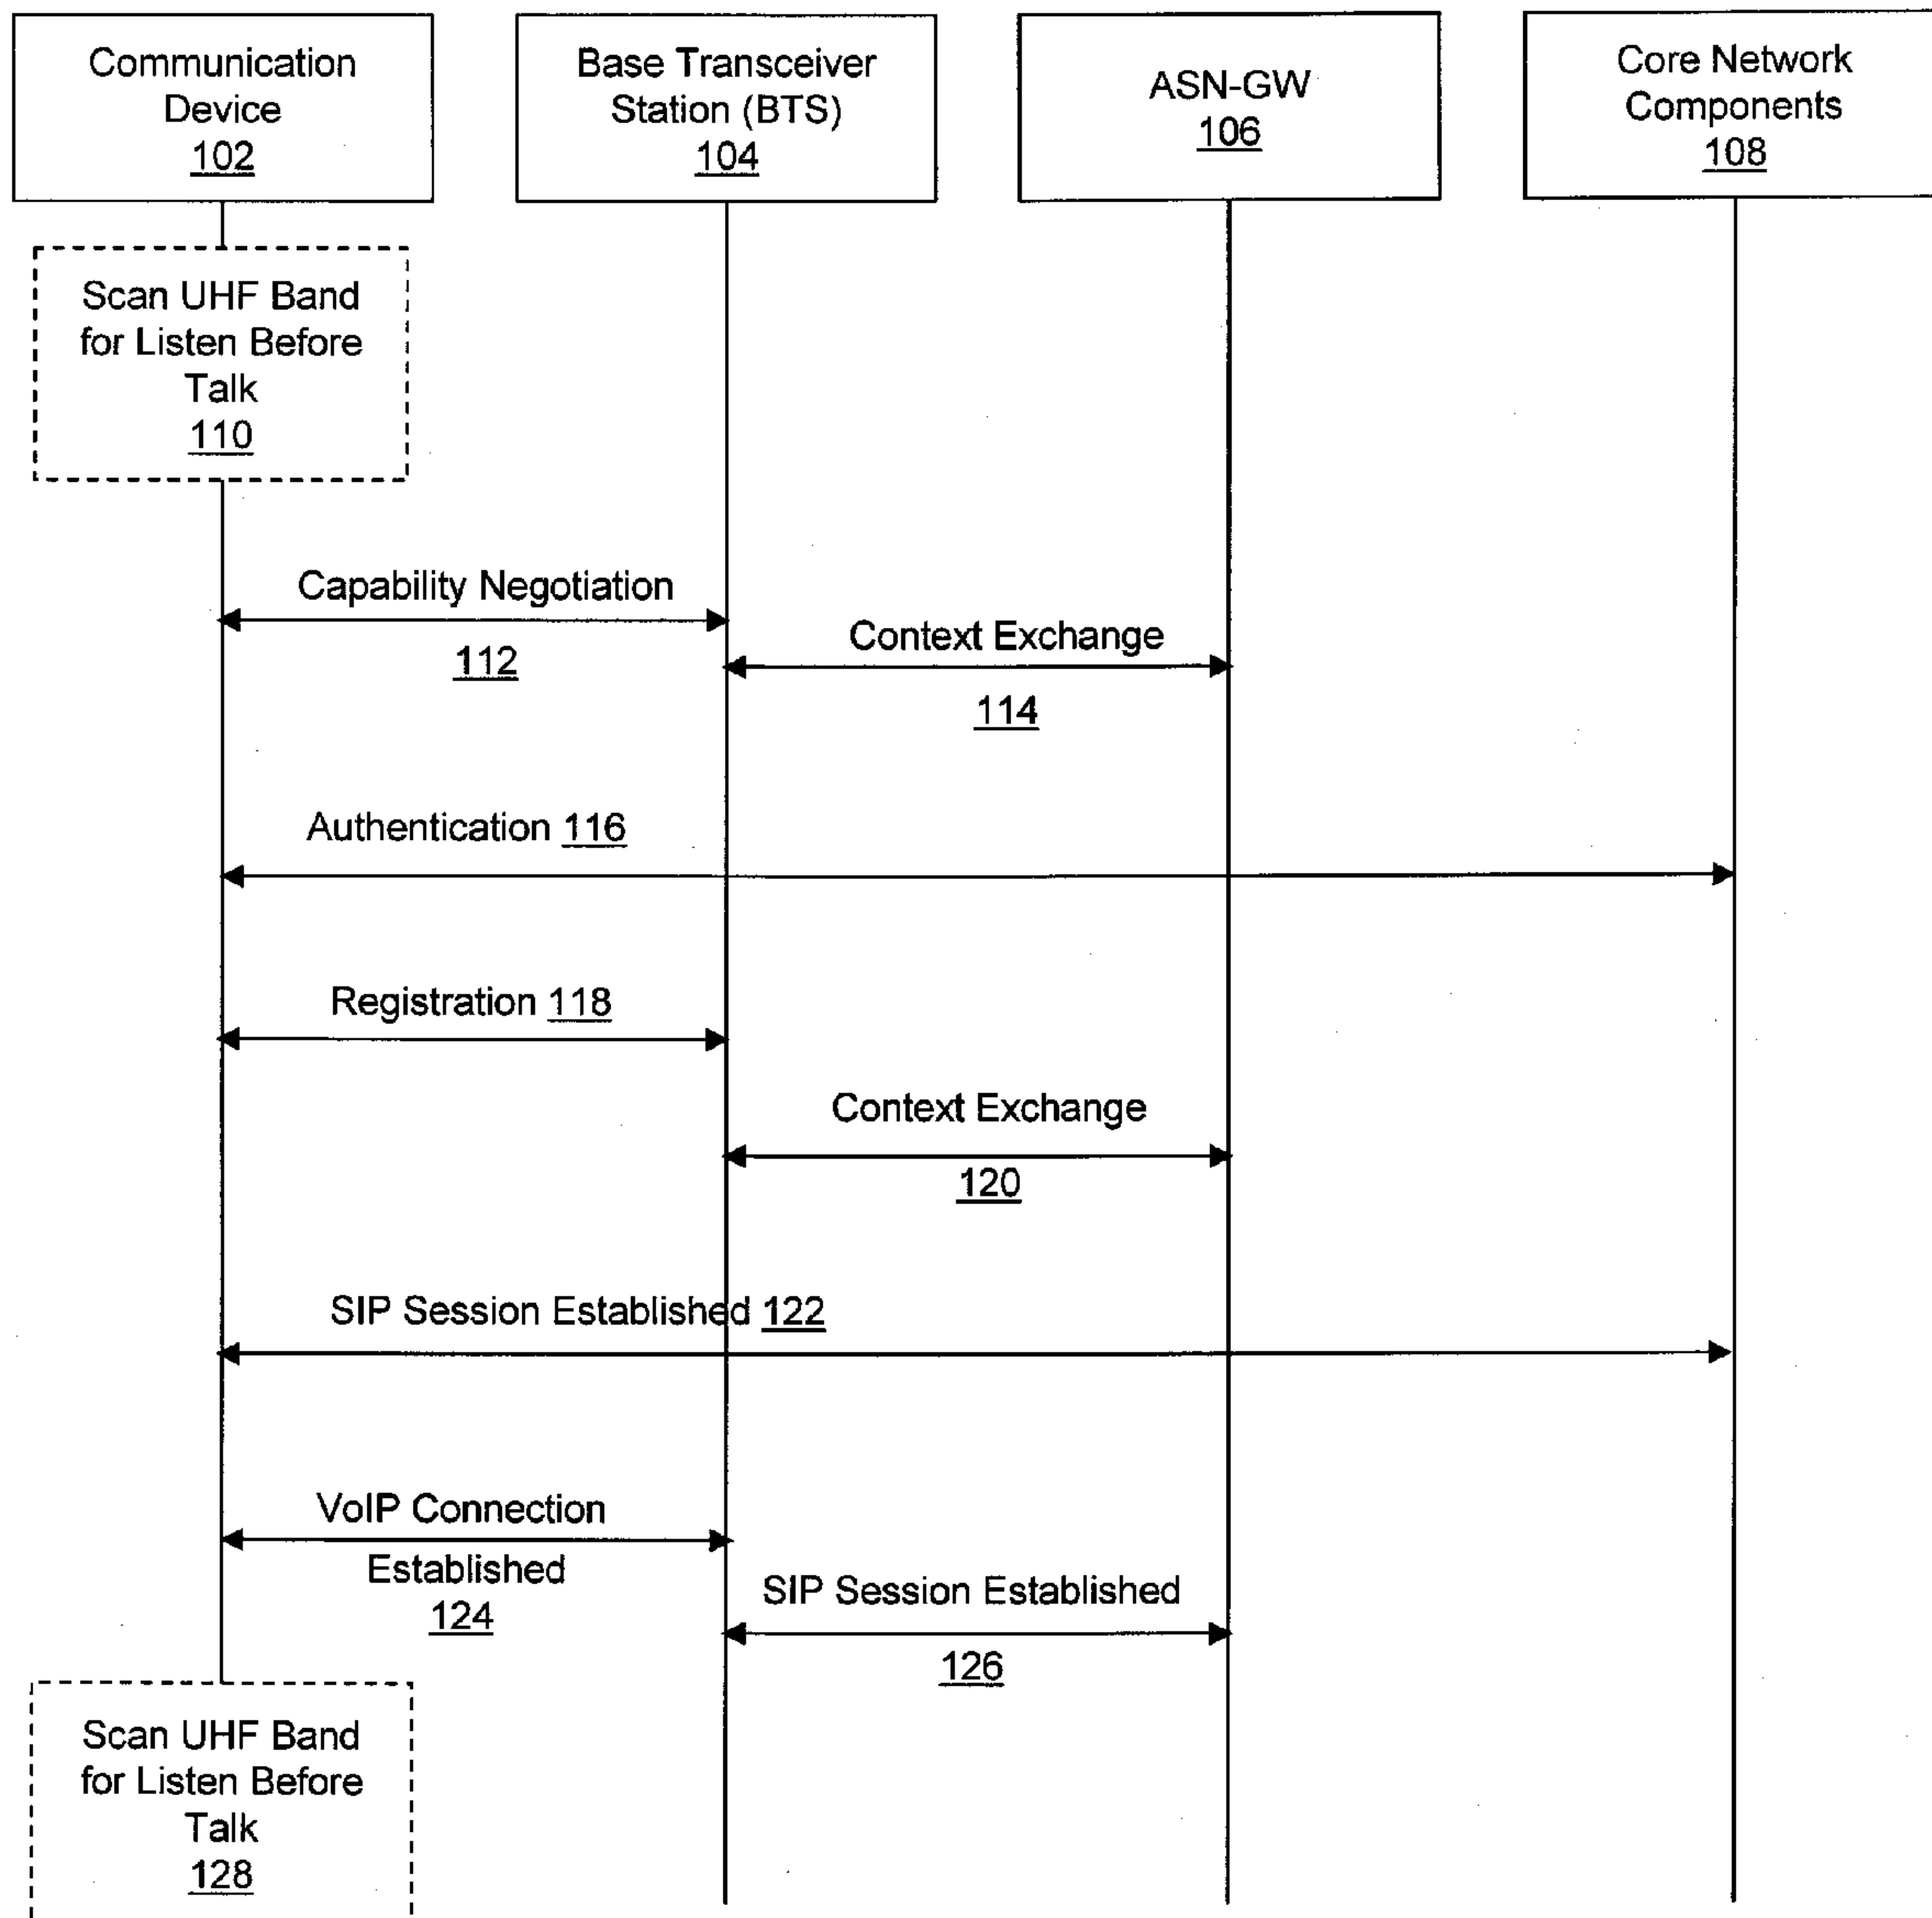 Communication
Device
102
Base Transceiver
Station (BTS)
104
ASN-GW
106
Core Network
Components
108
Scan UHF Band
for Listen Before
Talk
110
Capability Negotiation
112
Context Exchange
114
Authentication 116
Registration 118
Context Exchange
120
SIP Session Established 122
VoIP Connection
Established
124
SIP Session Established
126
Scan UHF Band
for Listen Before
Talk
128